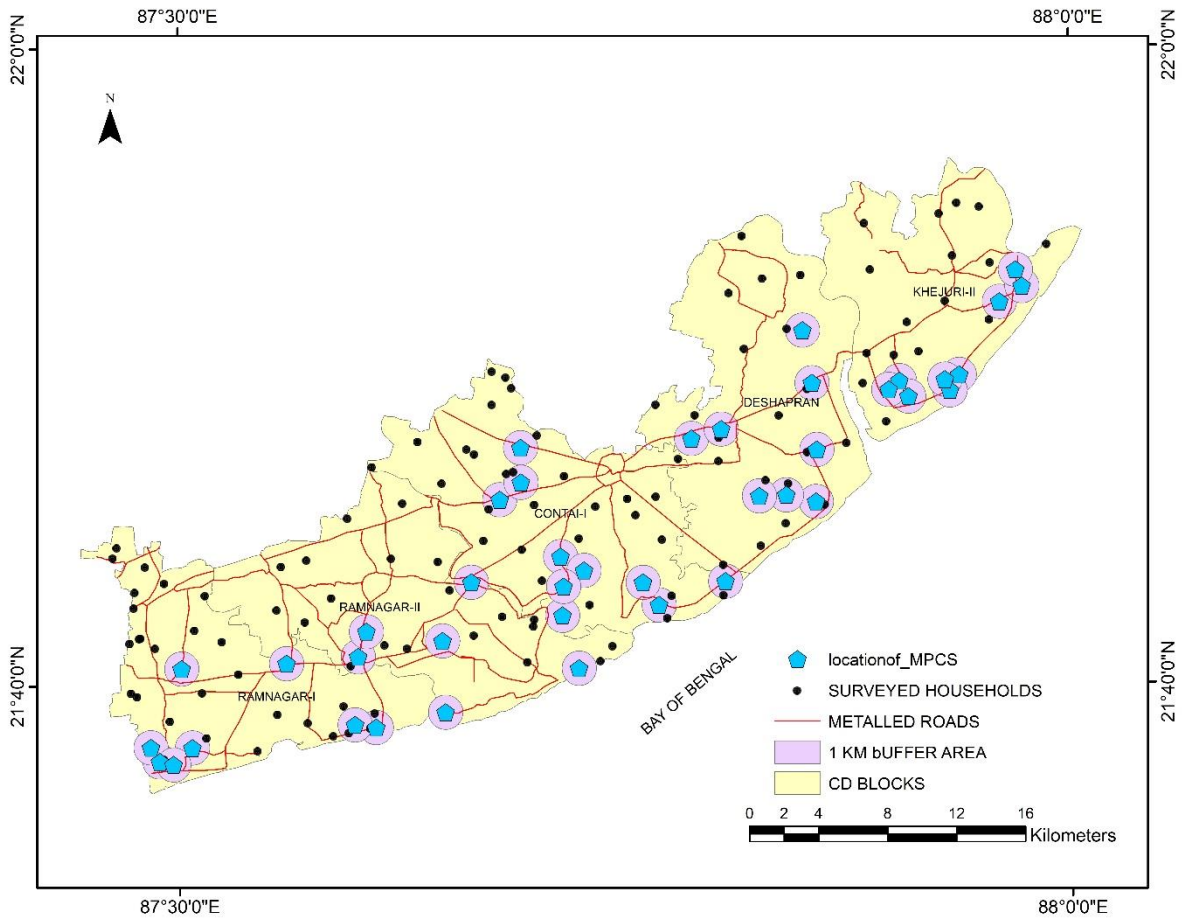 87°30'0"E
88°0'0"E
22°0'0"N
22°0'0"N
N
KHEJURI-II
DESHAPRAN
CONTAI-I
RAMNAGAR-II
RAMNAGAR-I
21°40'0"N
21°40'0"N
BAY OF BENGAL
locationof_MPCS
SURVEYED HOUSEHOLDS
METALLED ROADS
1 KM bUFFER AREA
CD BLOCKS
0 2 4 8 12 16
Kilometers
87°30'0"E
88°0'0"E